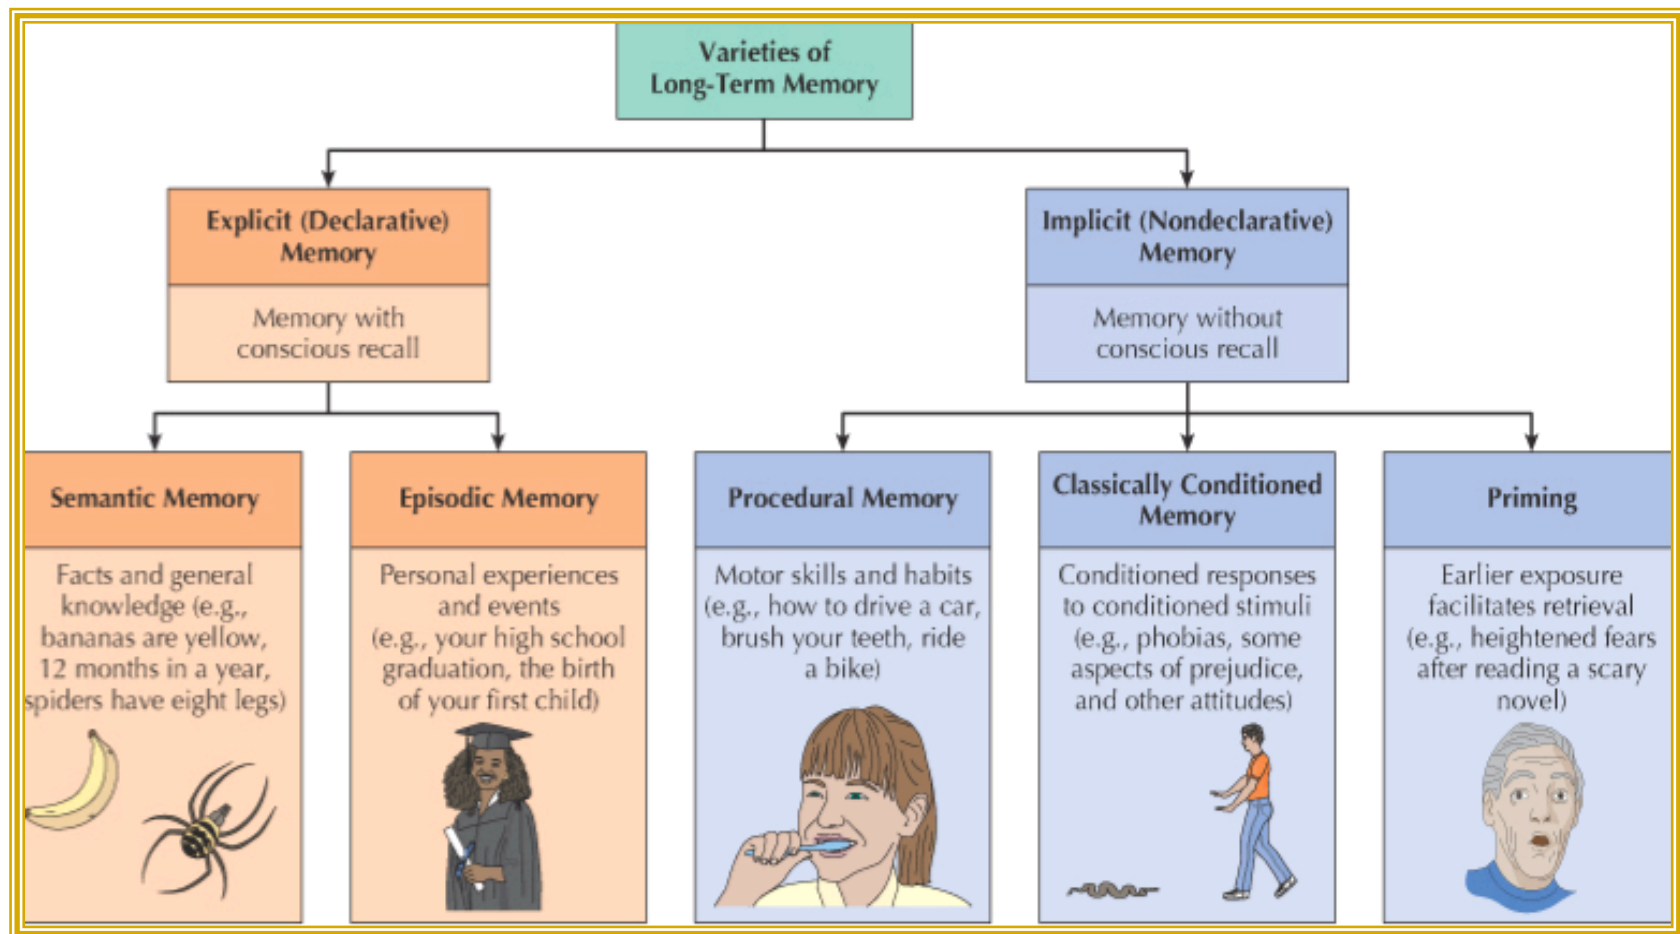 Varieties of
Long-Term Memory
Explicit (Declarative)
Memory
Memory with
conscious recall
Implicit (Nondeclarative)
Memory
Memory without
conscious recall
Semantic Memory
Facts and general
knowledge (e.g.,
bananas are yellow,
12 months in a year,
spiders have eight legs)
Episodic Memory
Personal experiences
and events
(e.g., your high school
graduation, the birth
of your first child)
Procedural Memory
Motor skills and habits
(e.g., how to drive a car,
brush your teeth, ride
a bike)
Classically Conditioned
Memory
Conditioned responses
to conditioned stimuli
(e.g., phobias, some
aspects of prejudice,
and other attitudes)
Priming
Earlier exposure
facilitates retrieval
(e.g., heightened fears
after reading a scary
novel)